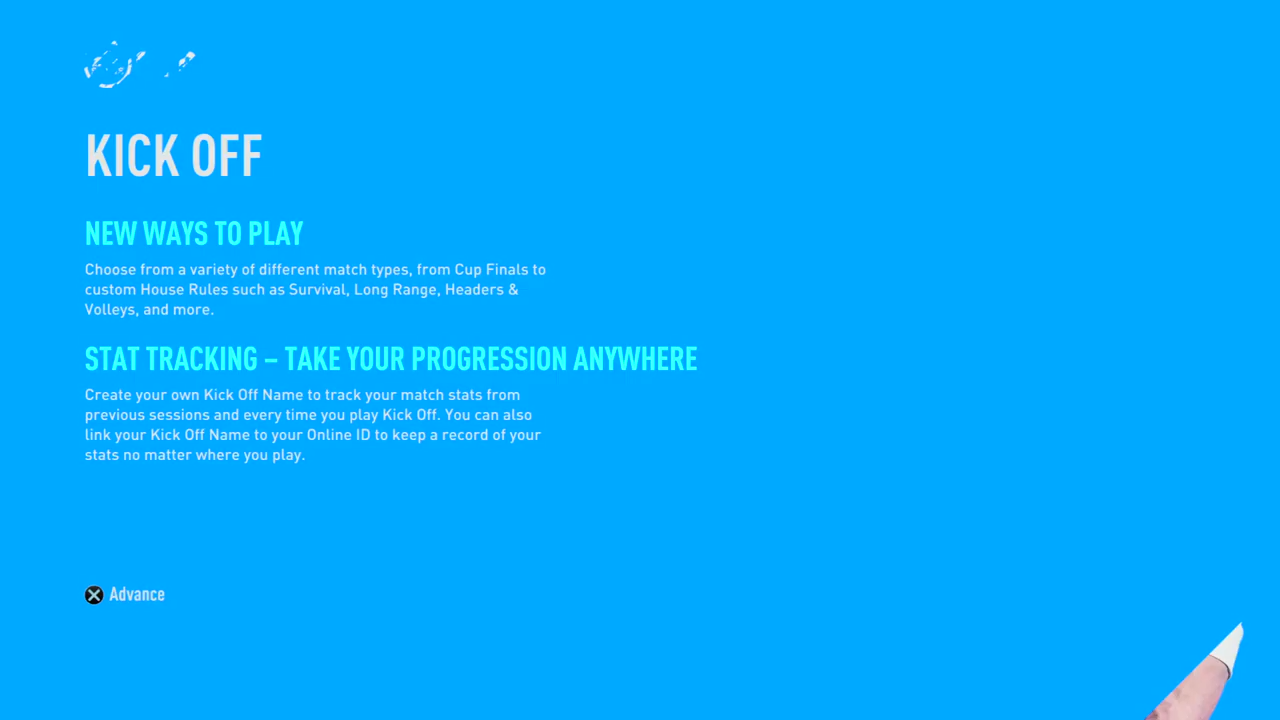 KICK OFF
NEW WAYS TO PLAY
Choose from a variety of different match types, from Cup Finals to
custom House Rules such as Survival, Long Range, Headers &
Volleys, and more.
STAT TRACKING – TAKE YOUR PROGRESSION ANYWHERE
Create your own Kick Off Name to track your match stats from
previous sessions and every time you play Kick Off. You can also
link your Kick Off Name to your Online ID to keep a record of your
stats no matter where you play.
Advance